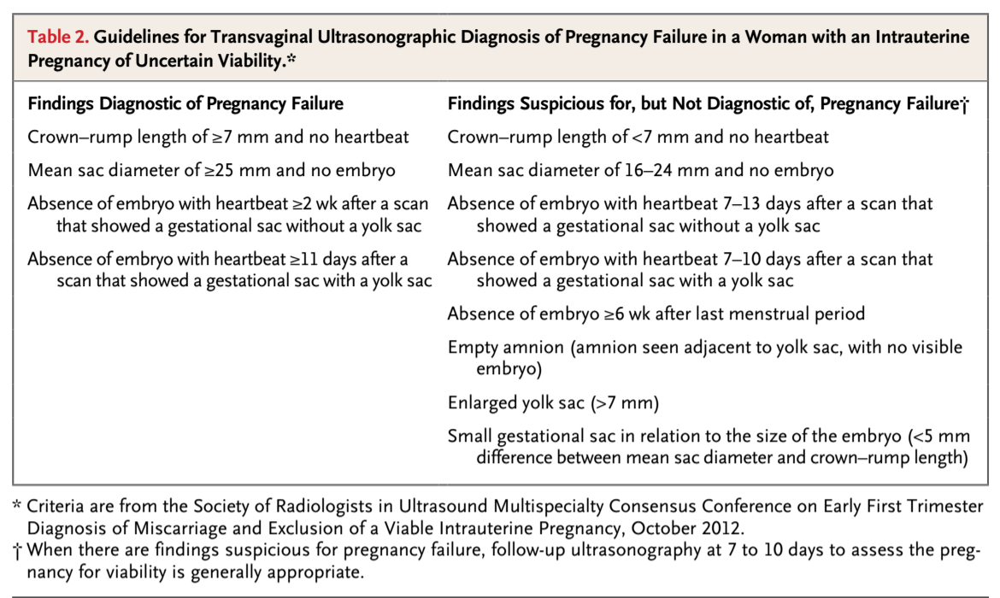 Table 2. Guidelines for Transvaginal Ultrasonographic Diagnosis of Pregnancy Failure in a Woman with an Intrauterine
Pregnancy of Uncertain Viability.*
Findings Diagnostic of Pregnancy Failure
Crown–rump length of ≥7 mm and no heartbeat
Mean sac diameter of ≥25 mm and no embryo
Absence of embryo with heartbeat ≥2 wk after a scan
that showed a gestational sac without a yolk sac
Absence of embryo with heartbeat ≥11 days after a
scan that showed a gestational sac with a yolk sac
Findings Suspicious for, but Not Diagnostic of, Pregnancy Failure†
Crown–rump length of <7 mm and no heartbeat
Mean sac diameter of 16–24 mm and no embryo
Absence of embryo with heartbeat 7–13 days after a scan that
showed a gestational sac without a yolk sac
Absence of embryo with heartbeat 7–10 days after a scan that
showed a gestational sac with a yolk sac
Absence of embryo ≥6 wk after last menstrual period
Empty amnion (amnion seen adjacent to yolk sac, with no visible
embryo)
Enlarged yolk sac (>7 mm)
Small gestational sac in relation to the size of the embryo (<5 mm
difference between mean sac diameter and crown–rump length)
* Criteria are from the Society of Radiologists in Ultrasound Multispecialty Consensus Conference on Early First Trimester
Diagnosis of Miscarriage and Exclusion of a Viable Intrauterine Pregnancy, October 2012.
† When there are findings suspicious for pregnancy failure, follow-up ultrasonography at 7 to 10 days to assess the preg-
nancy for viability is generally appropriate.